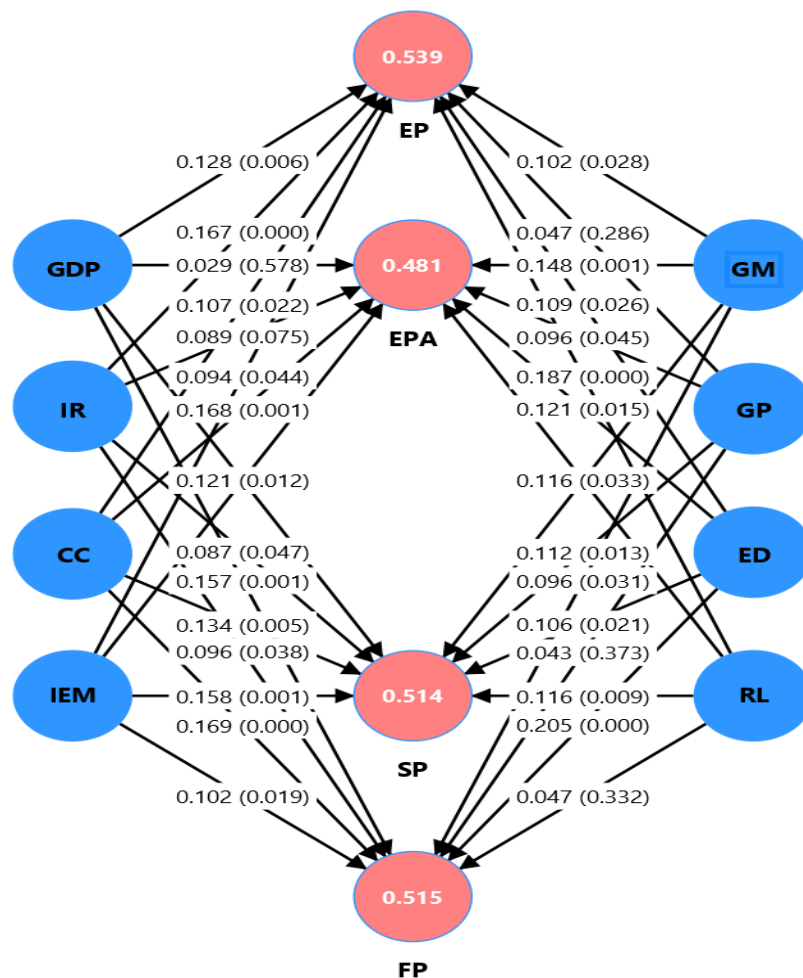 0.539
EP
0.128 (0.006)
0.102 (0.028)
0.167 (0.000)
0.047 (0.286)
GDP
0.029 (0.578)
0.481
0.148 (0.001)
GM
0.107 (0.022)
0.109 (0.026)
0.089 (0.075)
EPA
0.096 (0.045)
0.094 (0.044)
0.187 (0.000)
IR
0.168 (0.001)
0.121 (0.015)
GP
0.121 (0.012)
0.116 (0.033)
CC
0.087 (0.047)
0.112 (0.013)
ED
0.157 (0.001)
0.096 (0.031)
0.134 (0.005)
0.106 (0.021)
0.096 (0.038)
0.043 (0.373)
IEM
0.158 (0.001)
0.514
0.116 (0.009)
RL
0.169 (0.000)
0.205 (0.000)
SP
0.102 (0.019)
0.047 (0.332)
0.515
FP